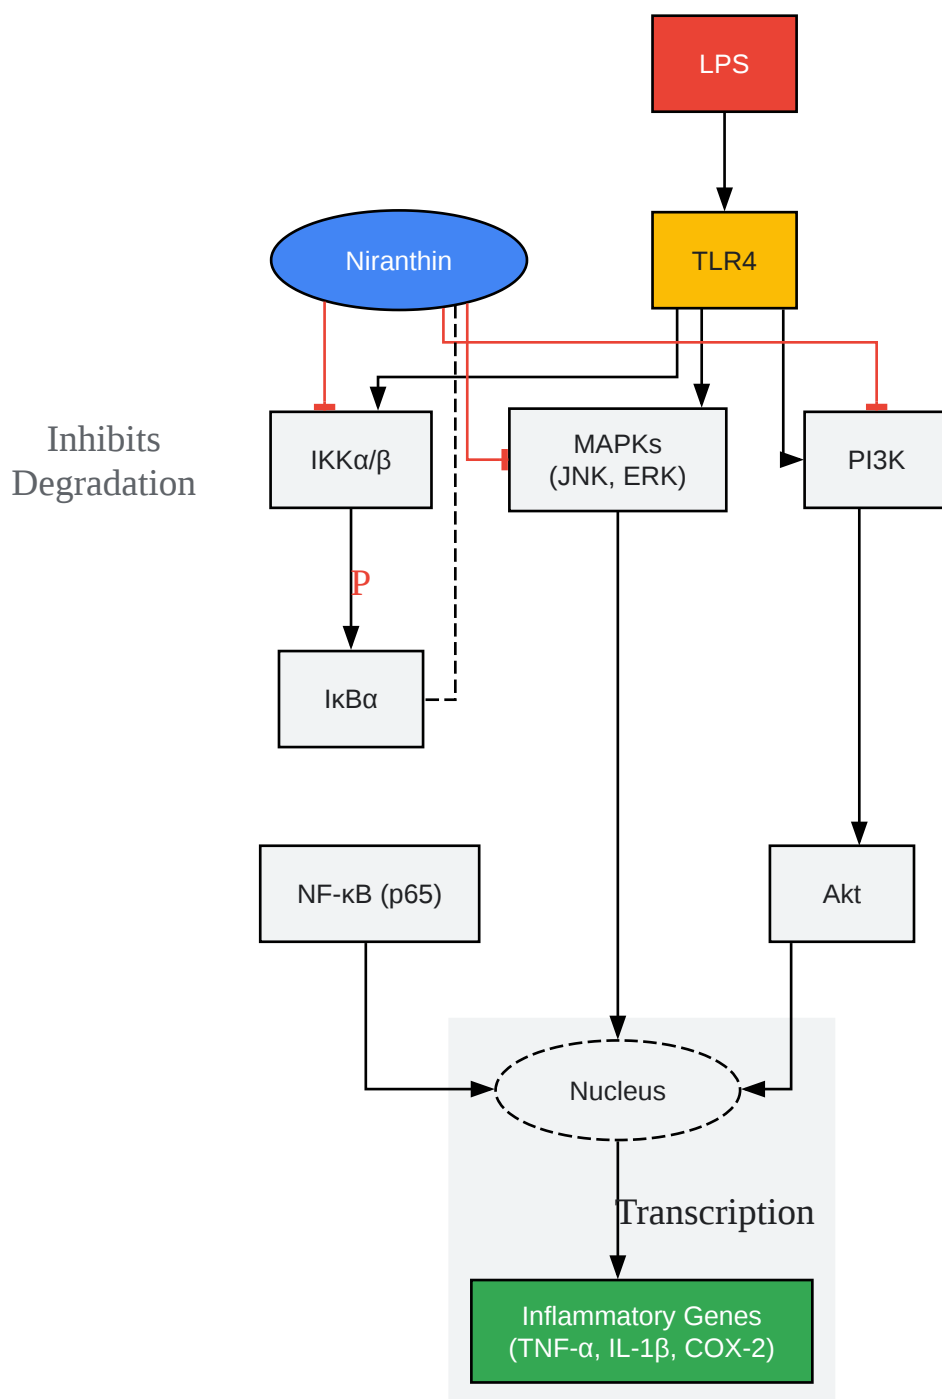 LPS
Niranthin
TLR4
Inhibits
Degradation
IKKα/β
MAPKs
(JNK, ERK)
PI3K
P
IκBα
NF-κB (p65)
Akt
Nucleus
Transcription
Inflammatory Genes
(TNF-α, IL-1β, COX-2)